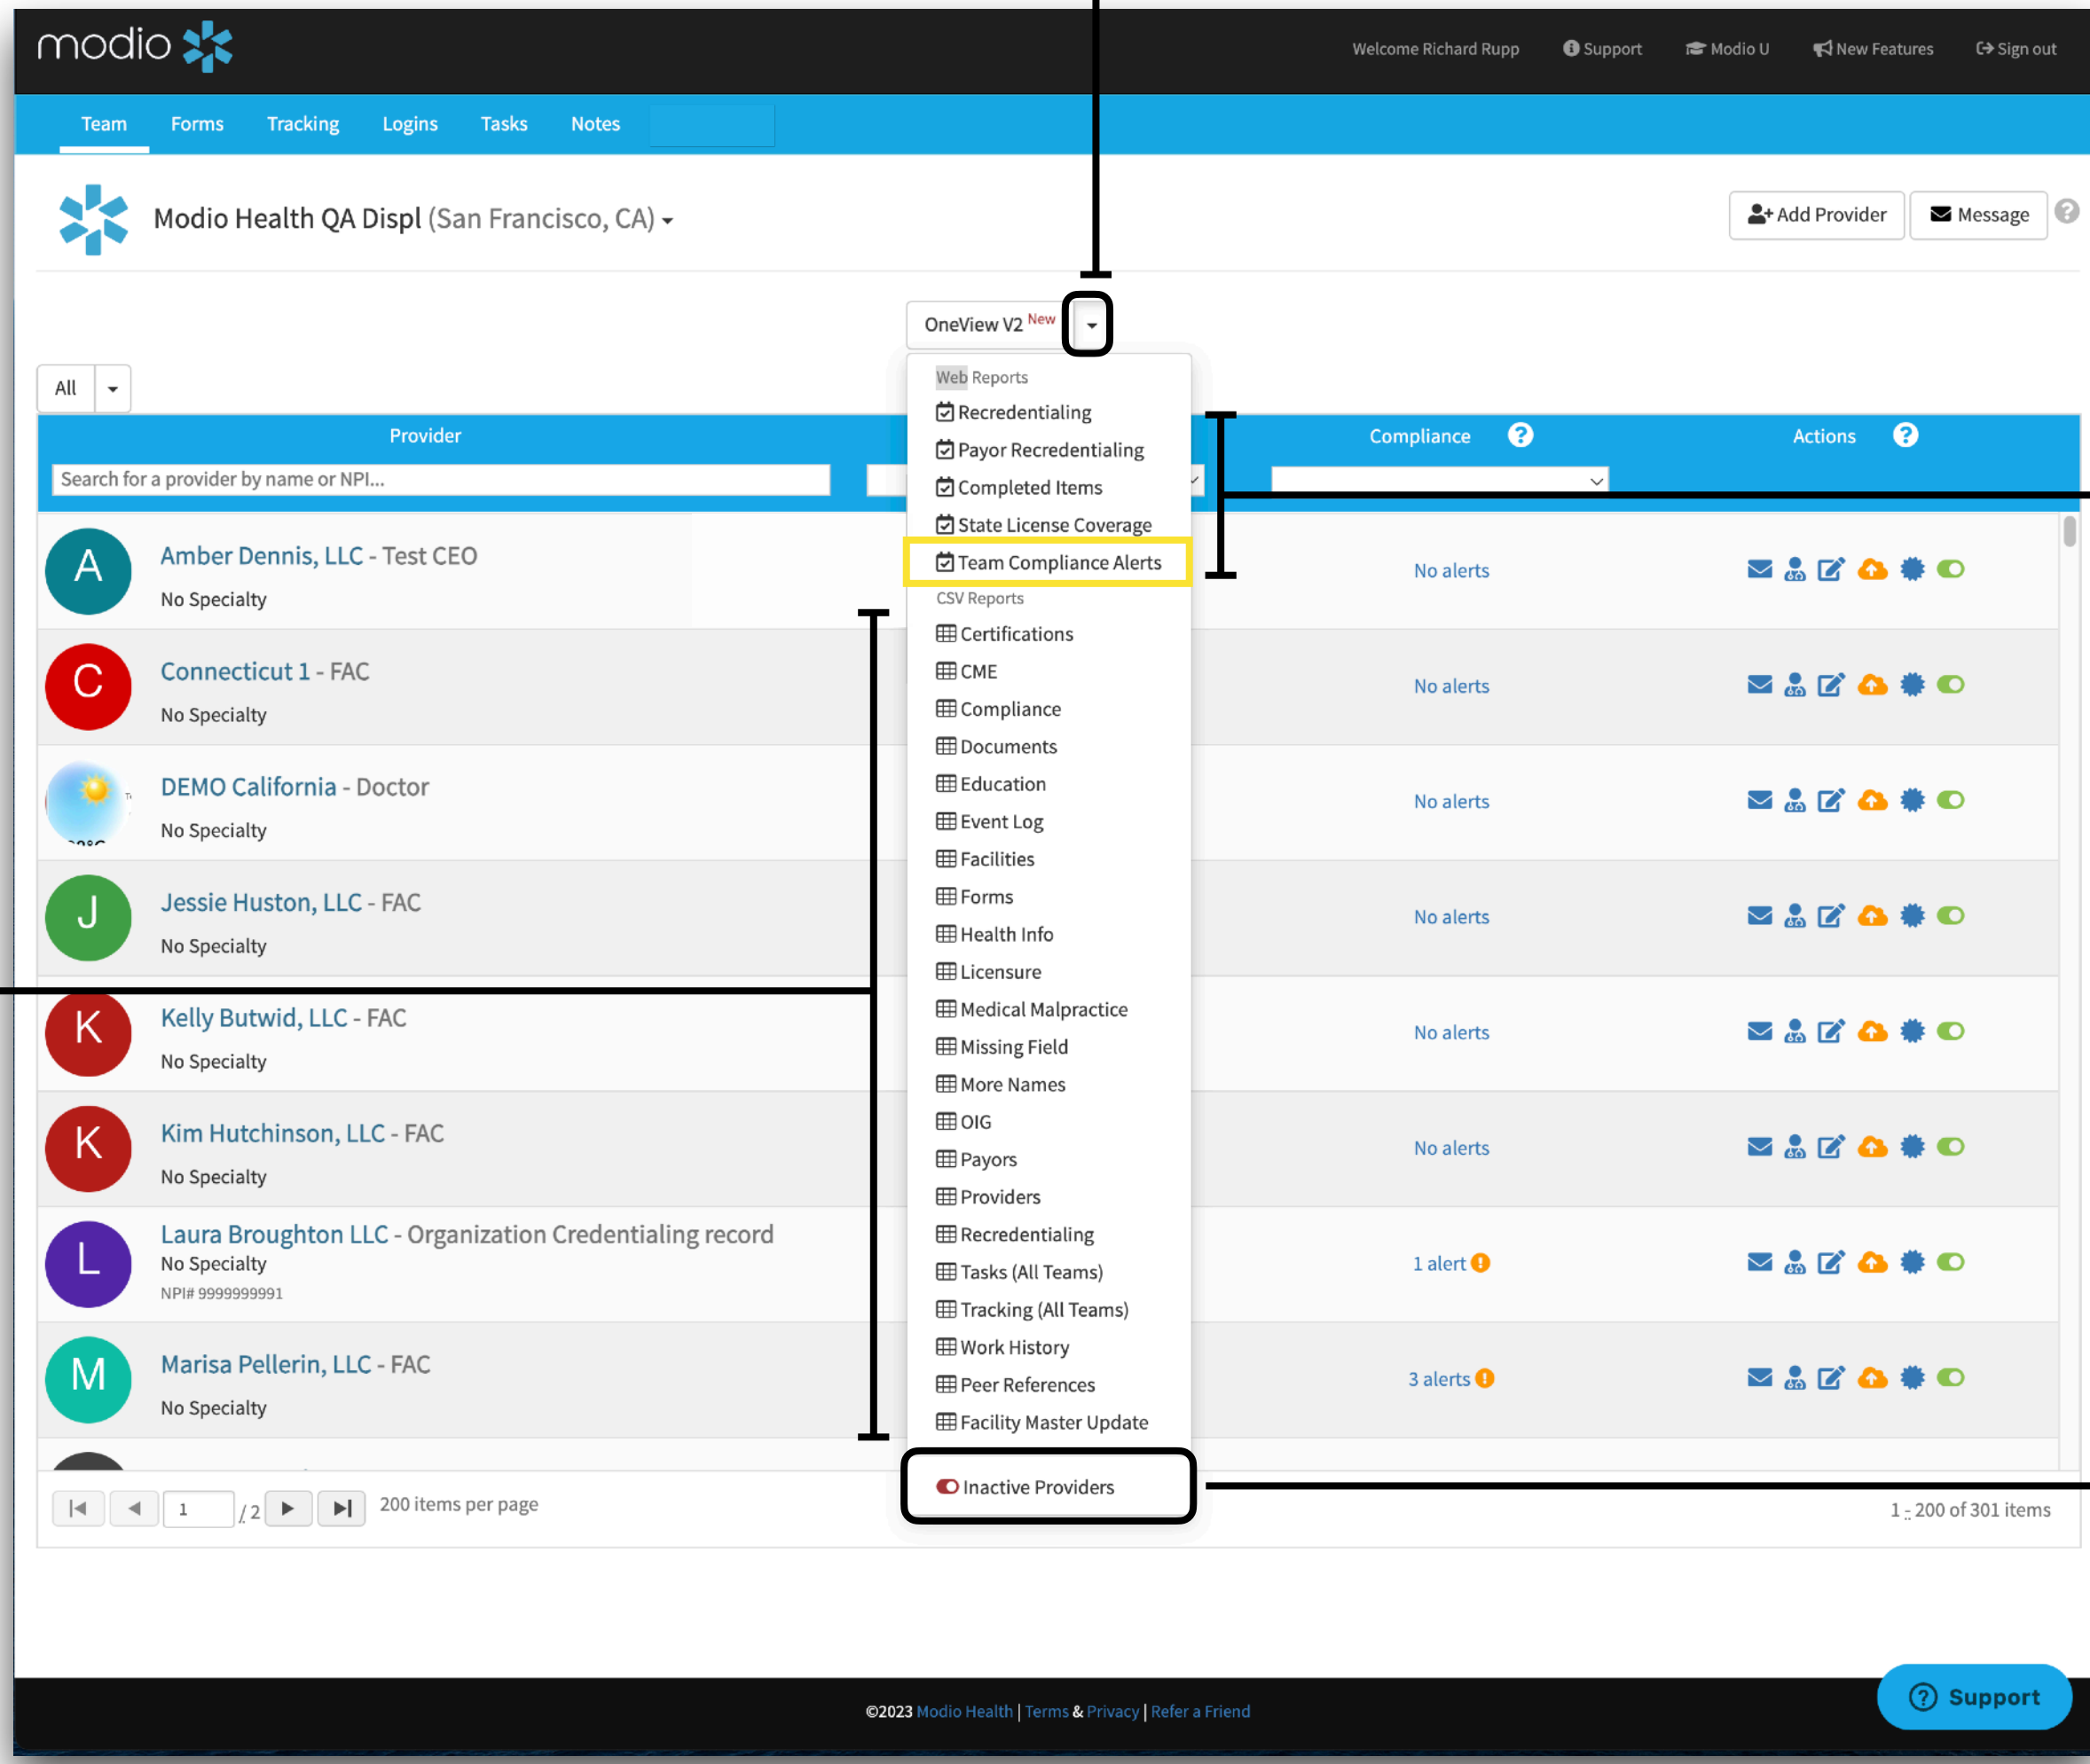 modio
Welcome Richard Rupp
Support
Modio U
New Features
Sign out
Team
Forms
Tracking
Logins
Tasks
Notes
Modio Health QA Displ (San Francisco, CA)
Add Provider
Message
OneView V2 New
All
Web Reports
Recredentialing
Payor Recredentialing
Completed Items
State License Coverage
Team Compliance Alerts
CSV Reports
Certifications
CME
Compliance
Documents
Education
Event Log
Facilities
Forms
Health Info
Licensure
Medical Malpractice
Missing Field
More Names
OIG
Payors
Providers
Recredentialing
Tasks (All Teams)
Tracking (All Teams)
Work History
Peer References
Facility Master Update
Inactive Providers
Provider
Compliance ?
Actions ?
Search for a provider by name or NPI...
A
Amber Dennis, LLC - Test CEO
No Specialty
No alerts
C
Connecticut 1 - FAC
No Specialty
No alerts
DEMO California - Doctor
No Specialty
No alerts
J
Jessie Huston, LLC - FAC
No Specialty
No alerts
K
Kelly Butwid, LLC - FAC
No Specialty
No alerts
K
Kim Hutchinson, LLC - FAC
No Specialty
No alerts
L
Laura Broughton LLC - Organization Credentialing record
No Specialty
NPI# 9999999991
1 alert
M
Marisa Pellerin, LLC - FAC
No Specialty
3 alerts
1 / 2
200 items per page
1 - 200 of 301 items
©2023 Modio Health | Terms & Privacy | Refer a Friend
Support